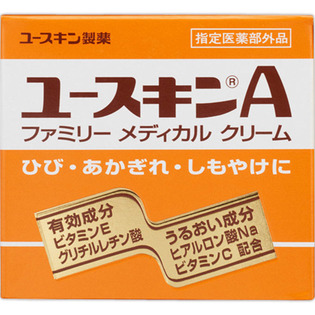 ユースキン製薬
指定医薬部外品
ユースキン®A
ファミリー メディカル クリーム
ひび・あかぎれ・しもやけに
有効成分
ビタミンE
グリチルレチン酸
うるおい成分
ヒアルロン酸Na
ビタミンC 配合